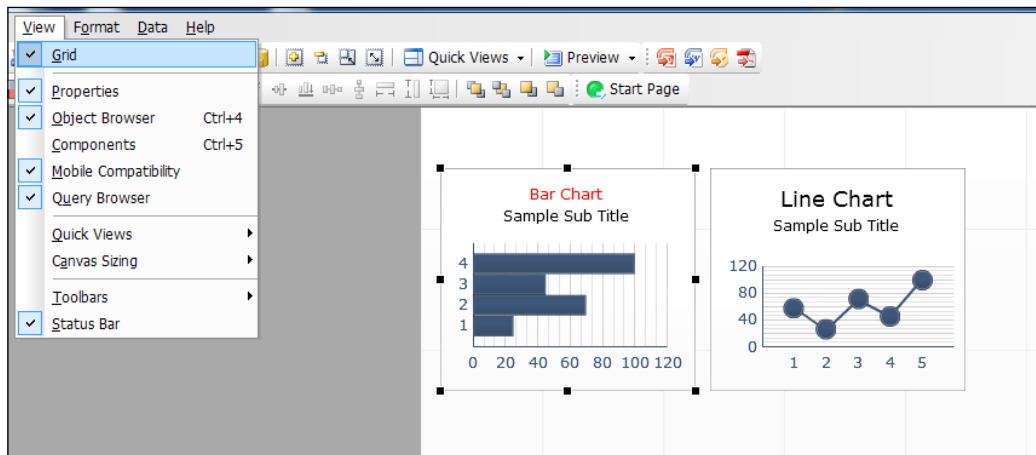 View Format Data Help
Grid
Quick Views Preview
Properties
Start Page
Object Browser Ctrl+4
Components Ctrl+5
Mobile Compatibility
Query Browser
Quick Views
Canvas Sizing
Toolbars
Status Bar
Bar Chart
Sample Sub Title
4
3
2
1
0 20 40 60 80 100 120
Line Chart
Sample Sub Title
120
80
40
0
1 2 3 4 5